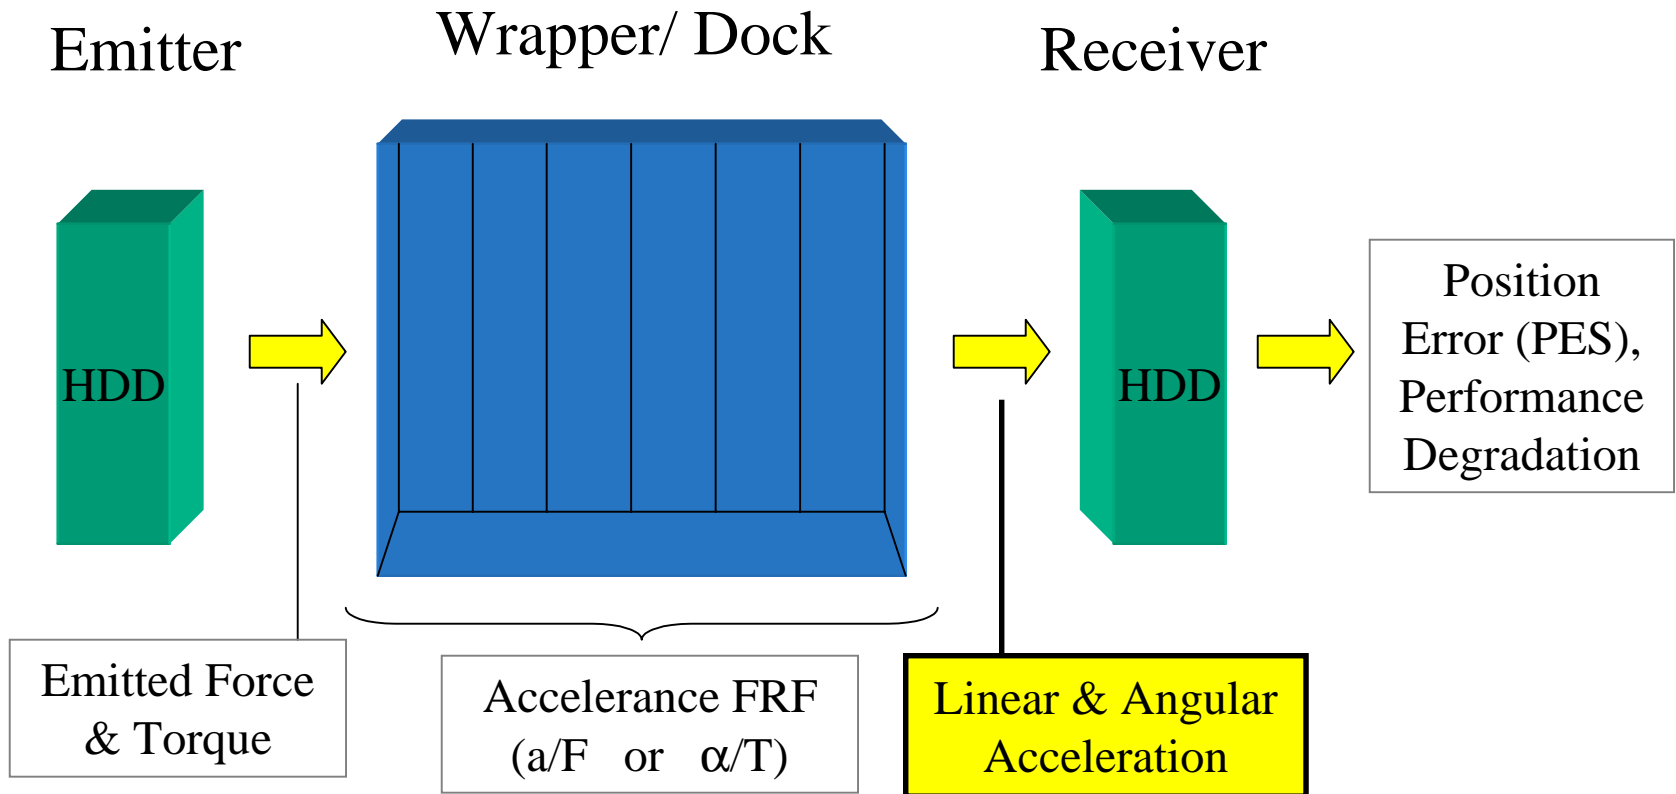 Emitter
Wrapper/ Dock
Receiver
HDD
HDD
Position
Error (PES),
Performance
Degradation
Emitted Force
& Torque
Accelerance FRF
(a/F or α/T)
Linear & Angular
Acceleration